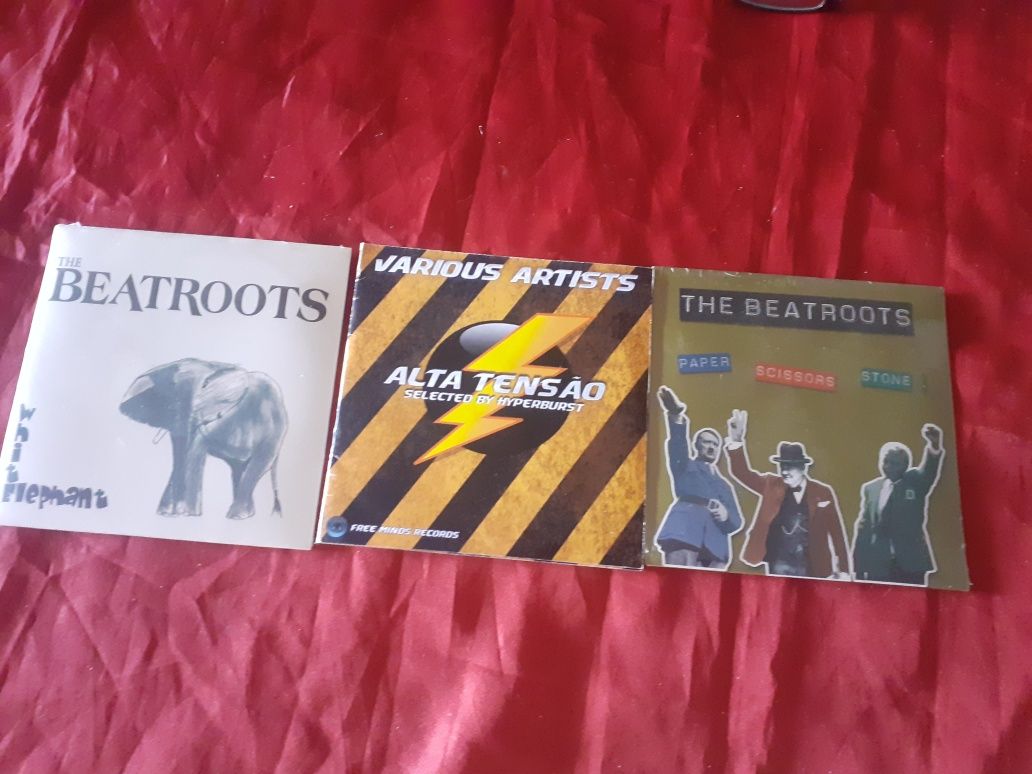 THE
BEATROOTS
White
Elephant
VARIOUS ARTISTS
ALTA TENSÃO
SELECTED BY HYPERBURST
FREE MINDS RECORDS
THE BEATROOTS
PAPER SCISSORS STONE